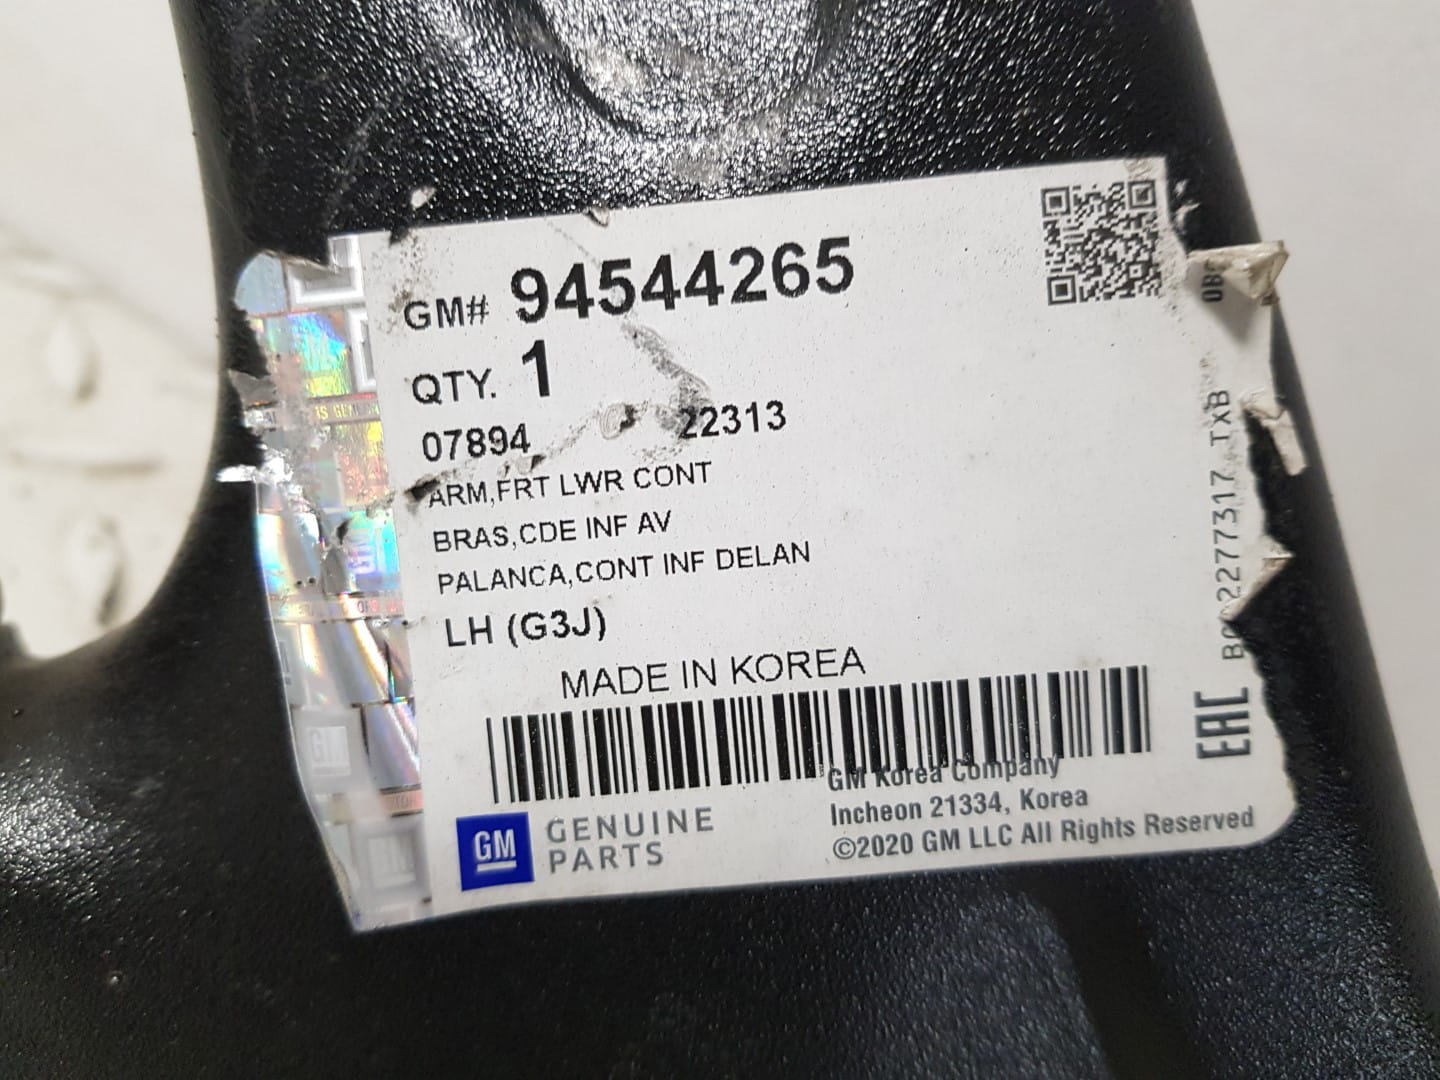 GM# 94544265
QTY. 1
07894 22313
ARM,FRT LWR CONT
BRAS,CDE INF AV
PALANCA,CONT INF DELAN
LH (G3J)
MADE IN KOREA
GM Korea Company
Incheon 21334, Korea
©2020 GM LLC All Rights Reserved
GM GENUINE
PARTS
TXB
EAC
GM